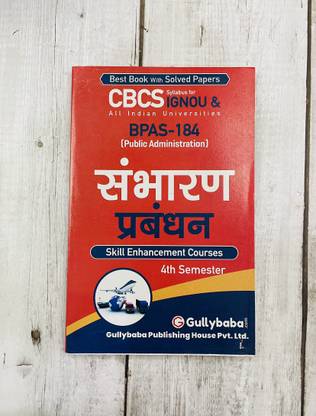 Best Book With Solved Papers
CBCS Syllabus for IGNOU &
All Indian Universities
BPAS-184
(Public Administration)
संभारण
प्रबंधन
Skill Enhancement Courses
4th Semester
Gullybaba.com
Gullybaba Publishing House Pvt. Ltd.